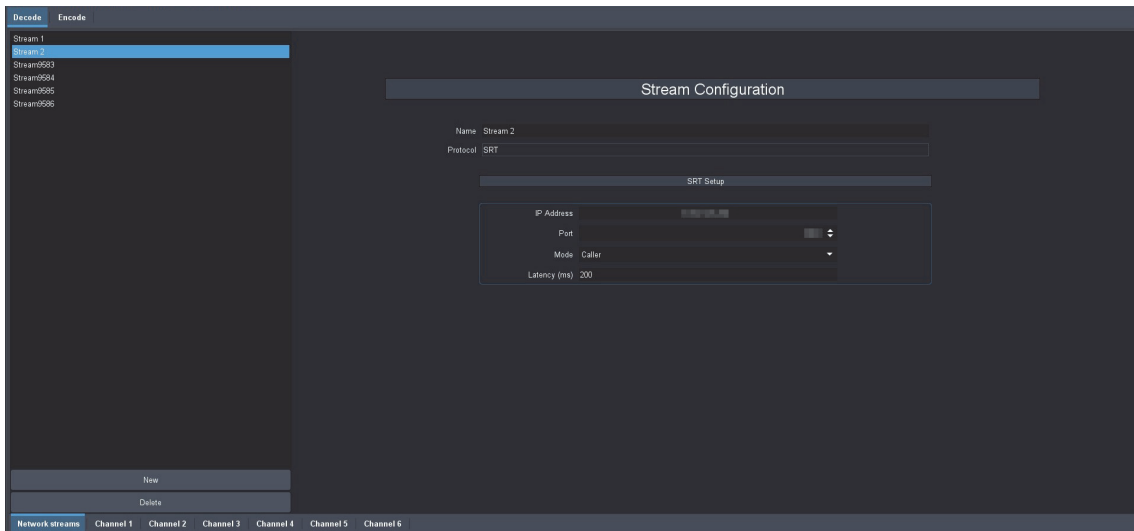 Decode Encode
Stream 1
Stream 2
Stream9583
Stream9584
Stream9585
Stream9586
Stream Configuration
Name Stream 2
Protocol SRT
SRT Setup
IP Address
Port
Mode Caller
Latency (ms) 200
New
Delete
Network streams Channel 1 Channel 2 Channel 3 Channel 4 Channel 5 Channel 6